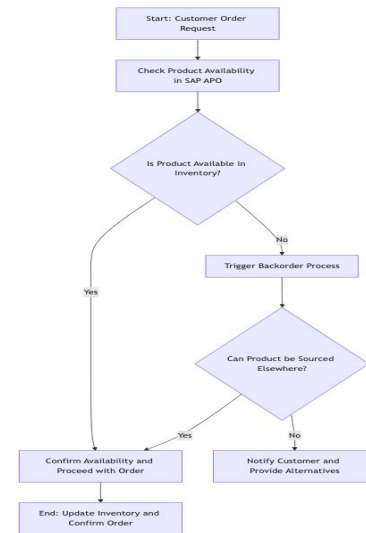 Start: Customer Order
Request
Check Product Availability
in SAP APO
Is Product Available in
Inventory?
No
Trigger Backorder Process
Yes
Can Product be Sourced
Elsewhere?
Yes
No
Confirm Availability and
Proceed with Order
Notify Customer and
Provide Alternatives
End: Update Inventory and
Confirm Order